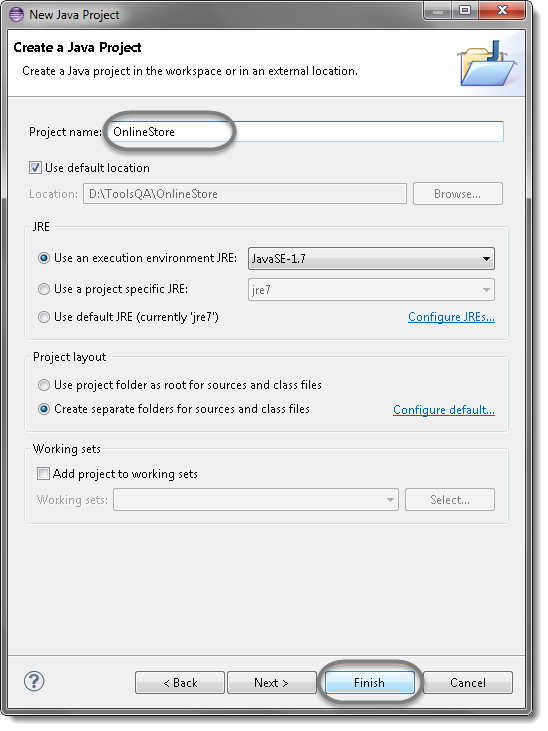 New Java Project
Create a Java Project
Create a Java project in the workspace or in an external location.
Project name: OnlineStore
Use default location
Location: D:\ToolsQA\OnlineStore Browse...
JRE
Use an execution environment JRE: JavaSE-1.7
Use a project specific JRE: jre7
Use default JRE (currently 'jre7') Configure JREs...
Project layout
Use project folder as root for sources and class files
Create separate folders for sources and class files Configure default...
Working sets
Add project to working sets
Working sets: Select...
? < Back Next > Finish Cancel